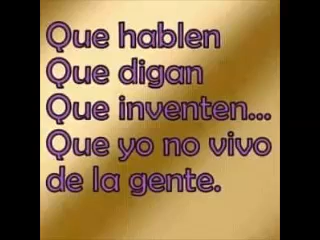 Que hablen
Que digan
Que inventen...
Que yo no vivo
de la gente.